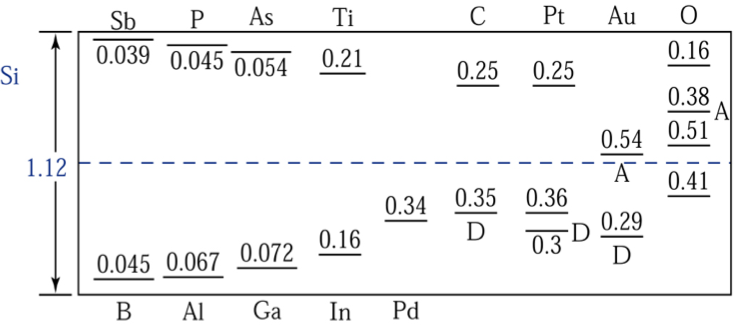 Sb P As Ti C Pt Au O
0.039 0.045 0.054 0.21 0.25 0.25 0.16
Si
0.38 A
0.54 0.51
1.12
A 0.41
0.34 0.35 0.36 0.29
D 0.3 D D
0.045 0.067 0.072 0.16
B Al Ga In Pd